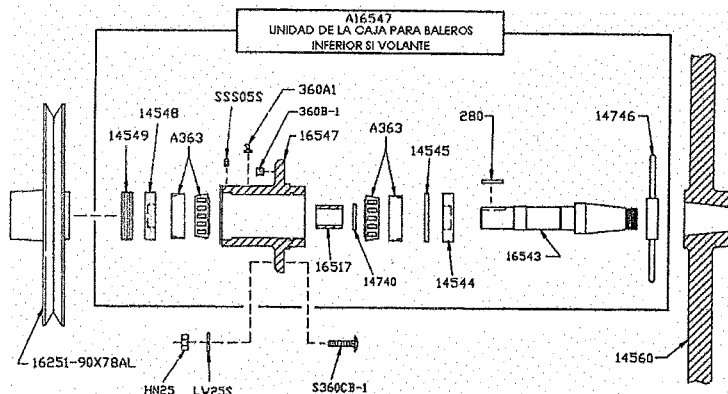 A16547
UNIDAD DE LA CAJA PARA BALEROS
INFERIOR SI VOLANTE
360A1
SSS05S
360B-1
14548
16547
280
14746
A363
A363
14549
14545
16517
14740
14544
16543
16251-90X78AL
HN25
LW25S
S360CB-1
14560